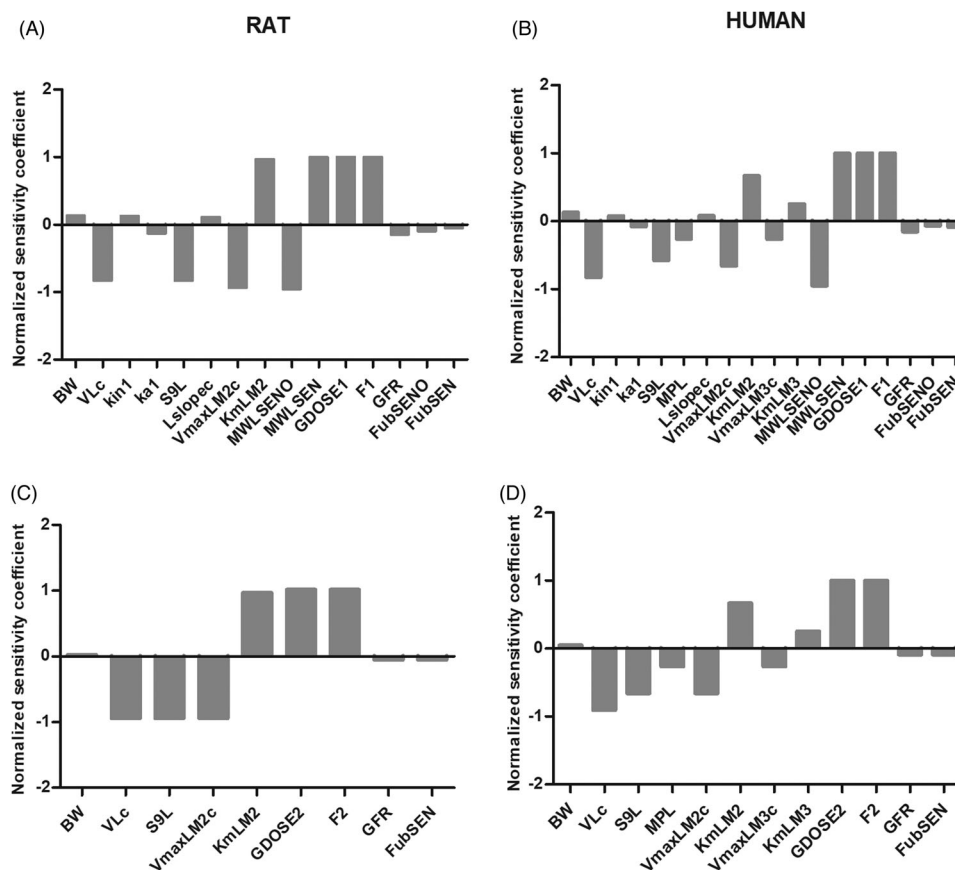 (A)
RAT
Normalized sensitivity coefficient
2
1
0
-1
-2
BW
VLc
kin1
ka1
S9L
Lslopec
VmaxLM2c
KmLM2
MWLSENO
MWLSEN
GDOSE1
F1
GFR
FubSENO
FubSEN
(B)
HUMAN
Normalized sensitivity coefficient
2
1
0
-1
-2
BW
VLc
kin1
ka1
S9L
MPL
Lslopec
VmaxLM2c
KmLM2
VmaxLM3c
KmLM3
MWLSENO
MWLSEN
GDOSE1
F1
GFR
FubSENO
FubSEN
(C)
Normalized sensitivity coefficient
2
1
0
-1
-2
BW
VLc
S9L
VmaxLM2c
KmLM2
GDOSE2
F2
GFR
FubSEN
(D)
Normalized sensitivity coefficient
2
1
0
-1
-2
BW
VLc
S9L
MPL
VmaxLM2c
KmLM2
VmaxLM3c
KmLM3
GDOSE2
F2
GFR
FubSEN